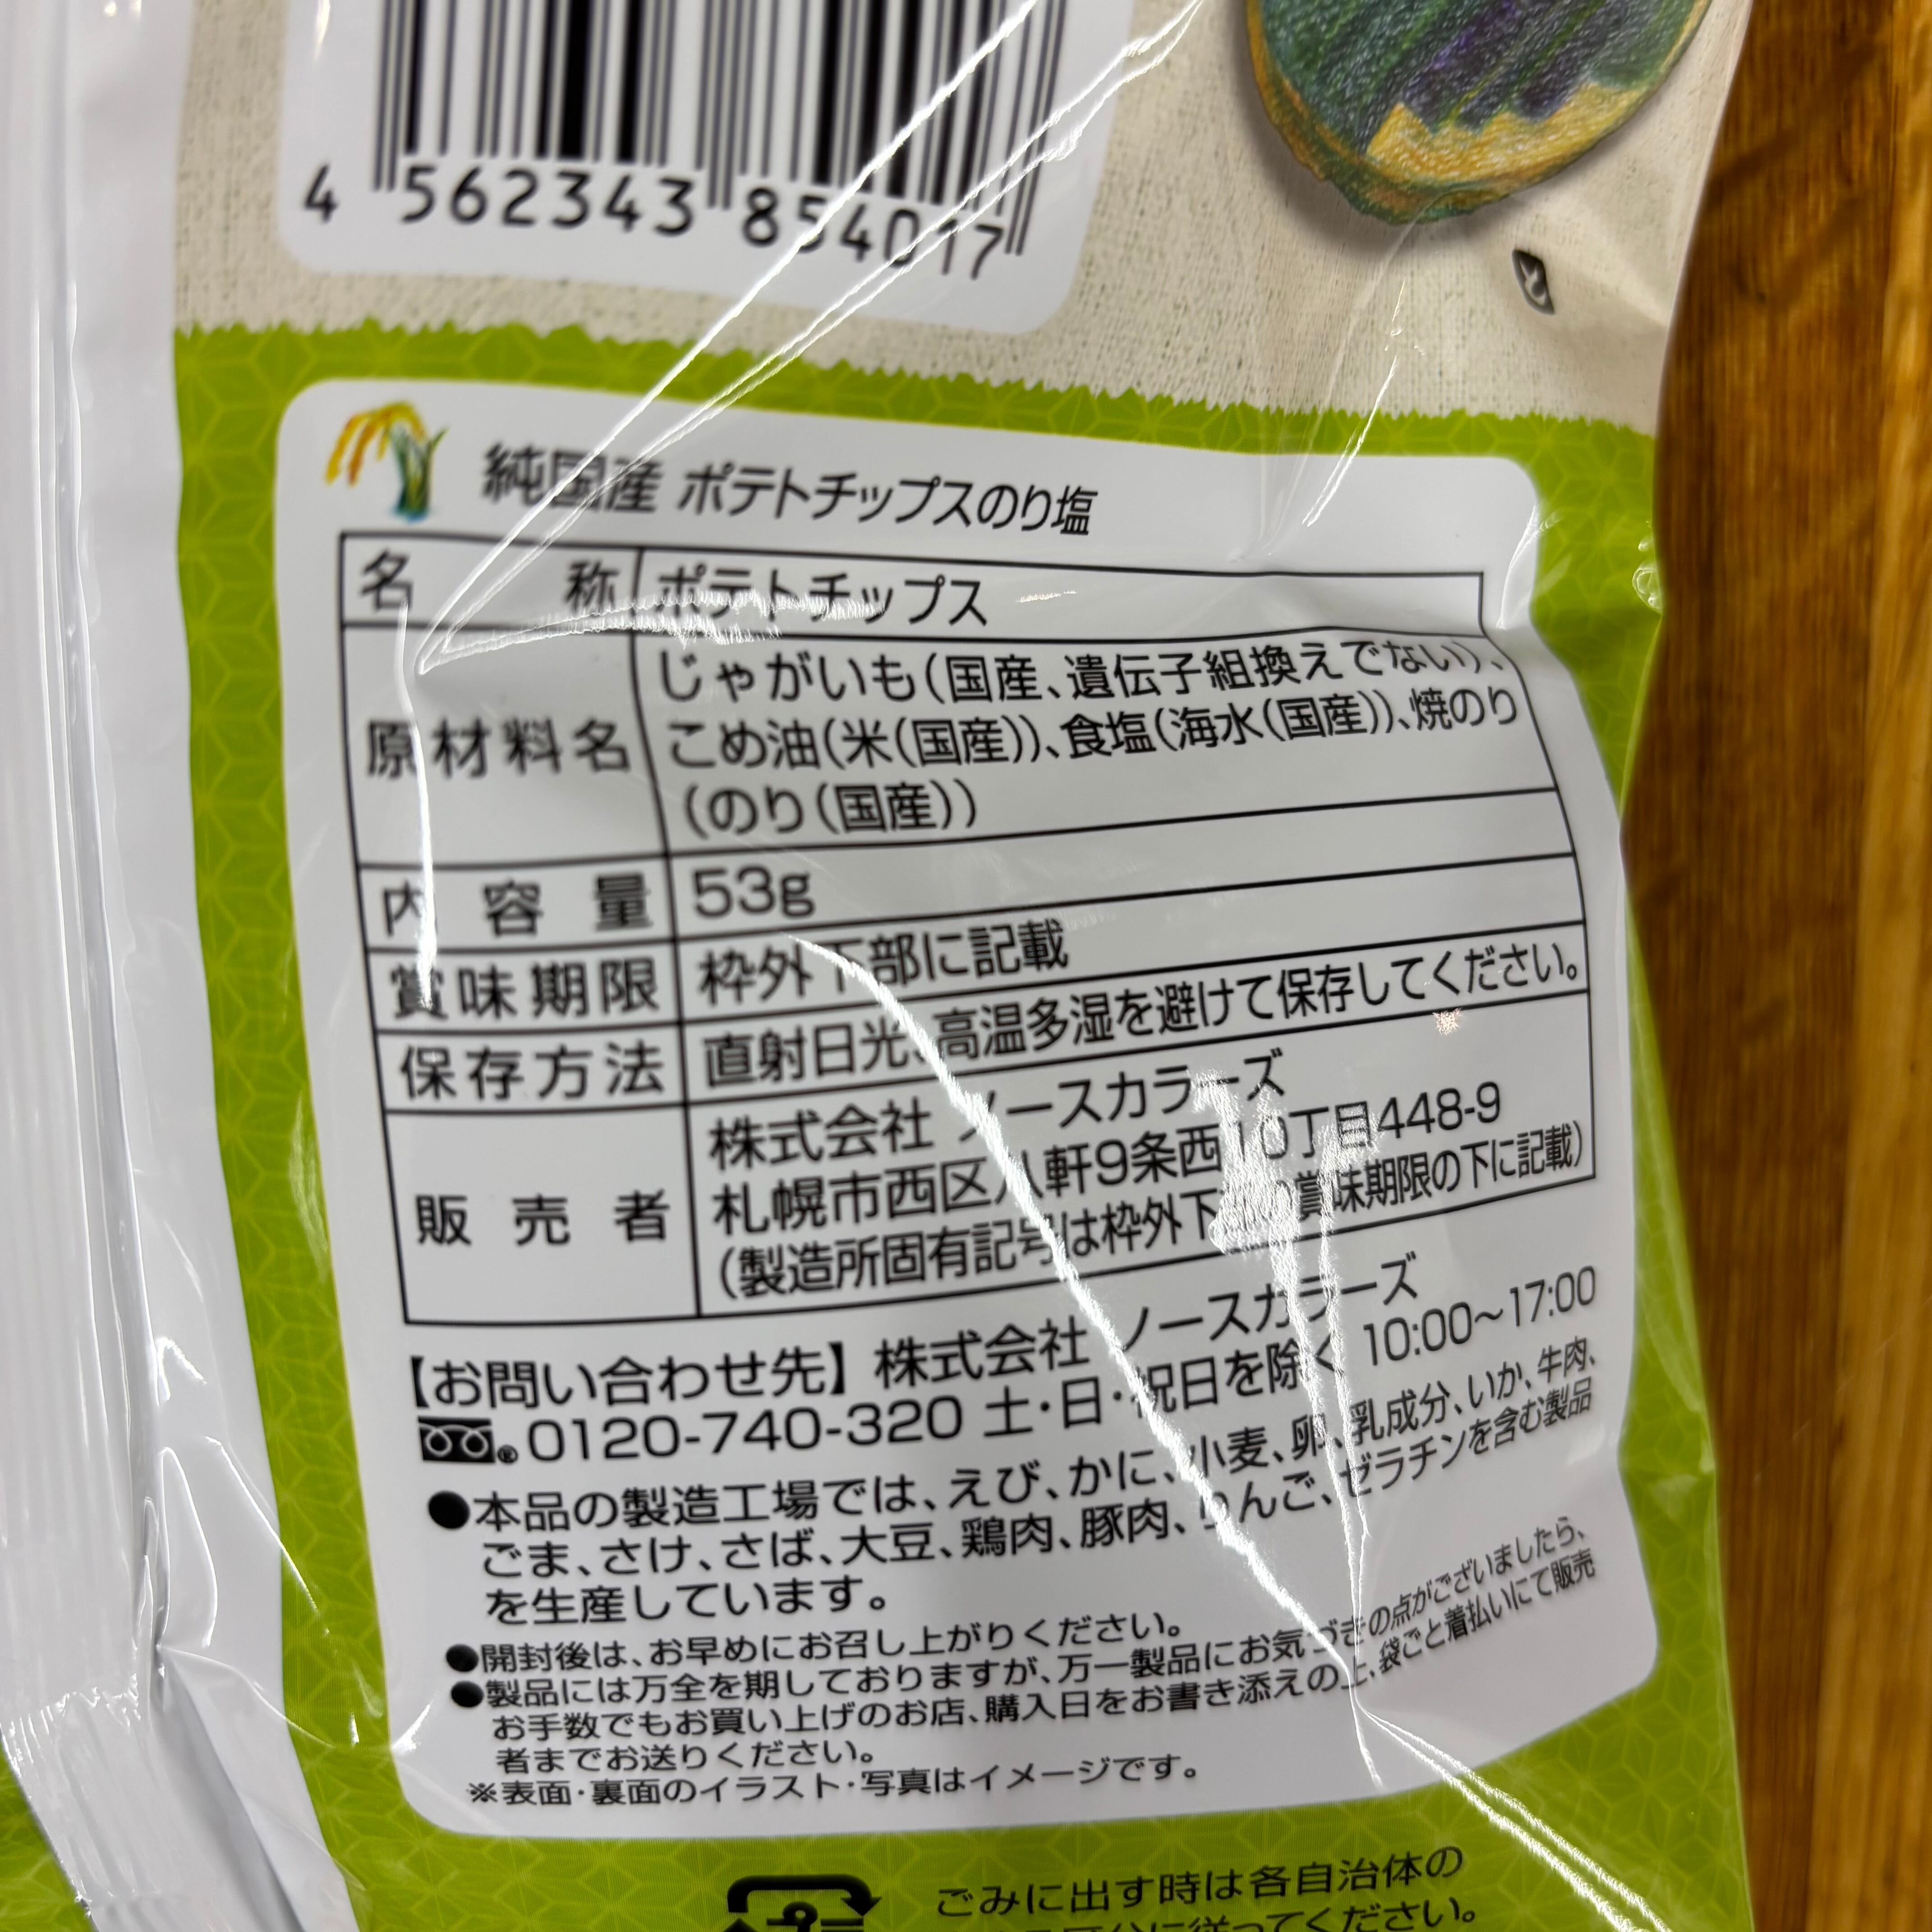 4 562343 854017
純国産 ポテトチップスのり塩
名称 ポテトチップス
原材料名 じゃがいも(国産、遺伝子組換えでない)、
こめ油(米(国産))、食塩(海水(国産))、焼のり
(のり(国産))
内容量 53g
賞味期限 枠外下部に記載
保存方法 直射日光、高温多湿を避けて保存してください。
販売者 株式会社 ノースカラーズ
札幌市西区八軒9条西10丁目448-9
(製造所固有記号は枠外下部の賞味期限の下に記載)
【お問い合わせ先】株式会社 ノースカラーズ
®0120-740-320 土・日・祝日を除く 10:00~17:00
●本品の製造工場では、えび、かに、小麦、卵、乳成分、いか、牛肉、
ごま、さけ、さば、大豆、鶏肉、豚肉、りんご、ゼラチンを含む製品
を生産しています。
●開封後は、お早めにお召し上がりください。
●製品には万全を期しておりますが、万一製品にお気づきの点がございましたら、
お手数でもお買い上げのお店、購入日をお書き添えの上、袋ごと着払いにて販売
者までお送りください。
※表面・裏面のイラスト・写真はイメージです。
ごみに出す時は各自治体の
に従ってください。